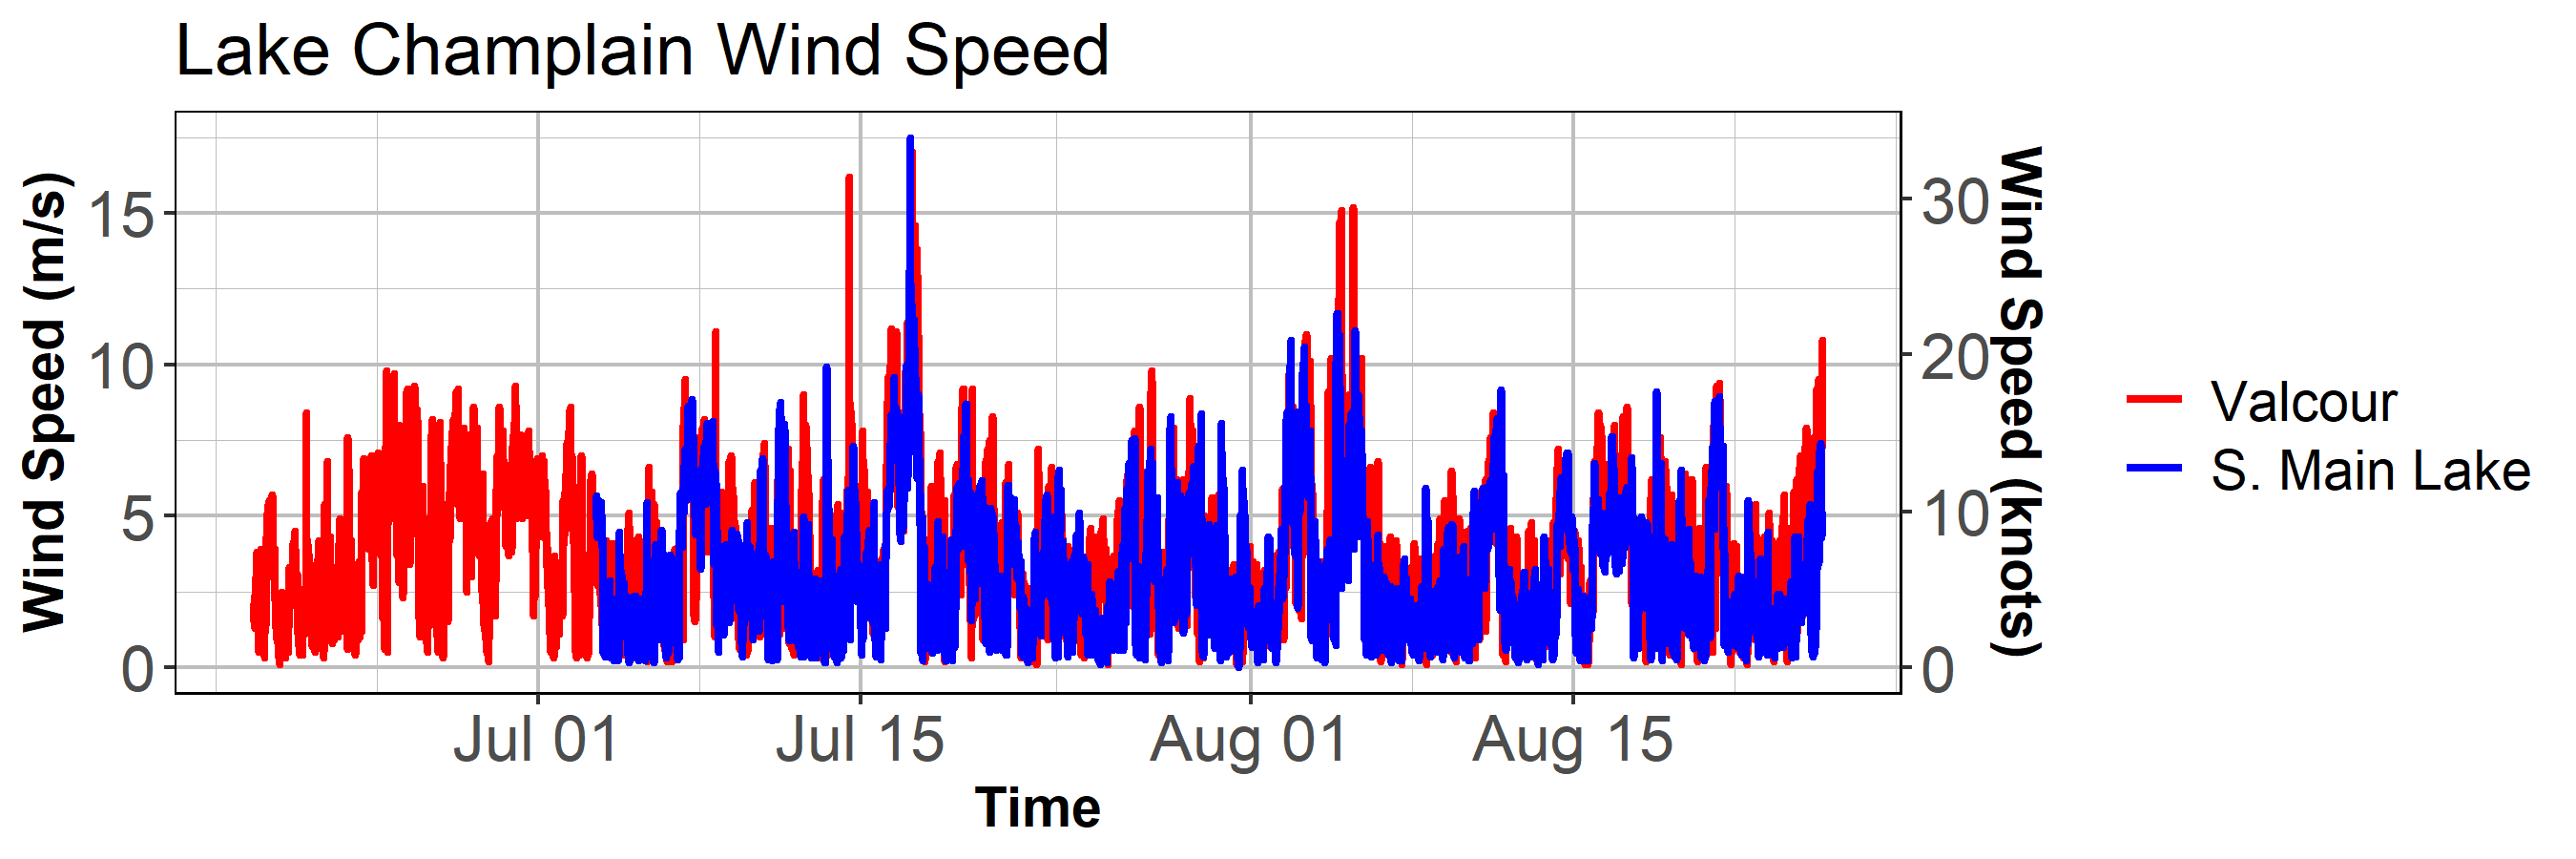 Lake Champlain Wind Speed
Wind Speed (m/s)
15
10
5
0
30
20
10
0
Wind Speed (knots)
Jul 01
Jul 15
Aug 01
Aug 15
Time
Valcour
S. Main Lake